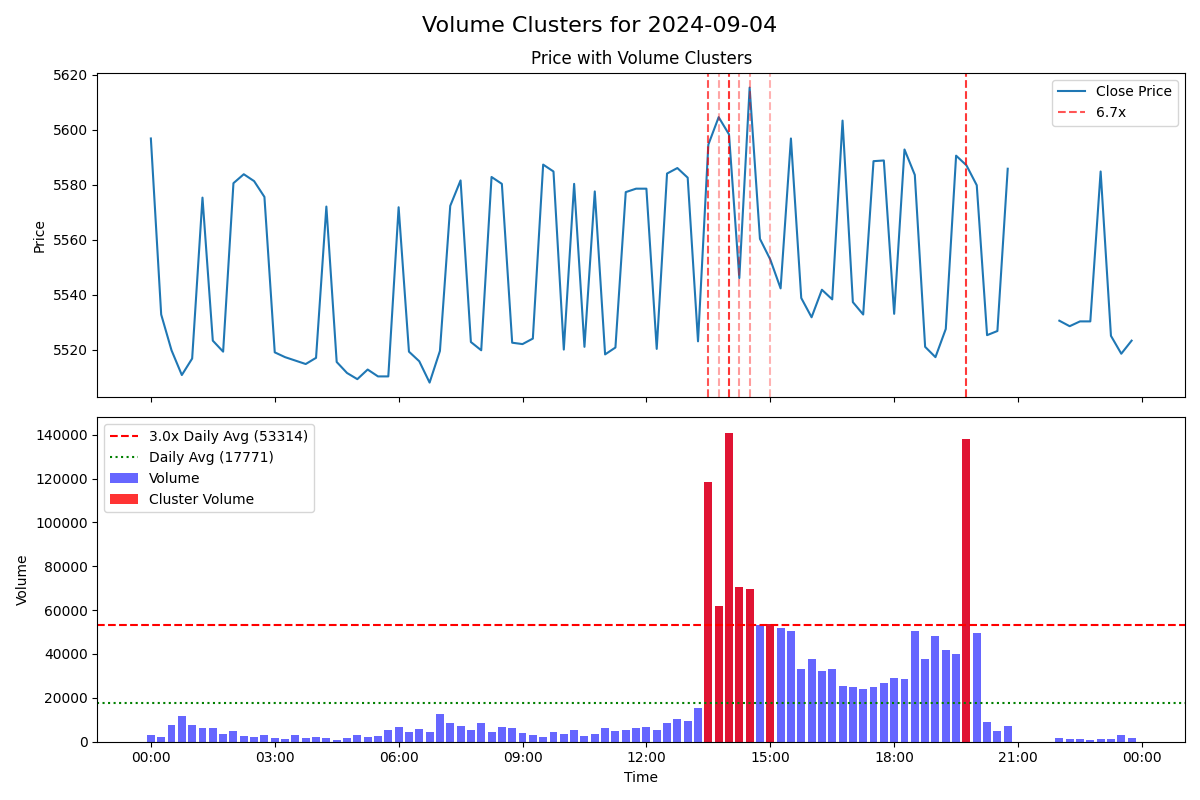 Volume Clusters for 2024-09-04
Price with Volume Clusters
5620
5600
5580
5560
5540
5520
Price
Close Price
6.7x
140000
120000
100000
80000
60000
40000
20000
0
Volume
3.0x Daily Avg (53314)
Daily Avg (17771)
Volume
Cluster Volume
00:00 03:00 06:00 09:00 12:00 15:00 18:00 21:00 00:00
Time